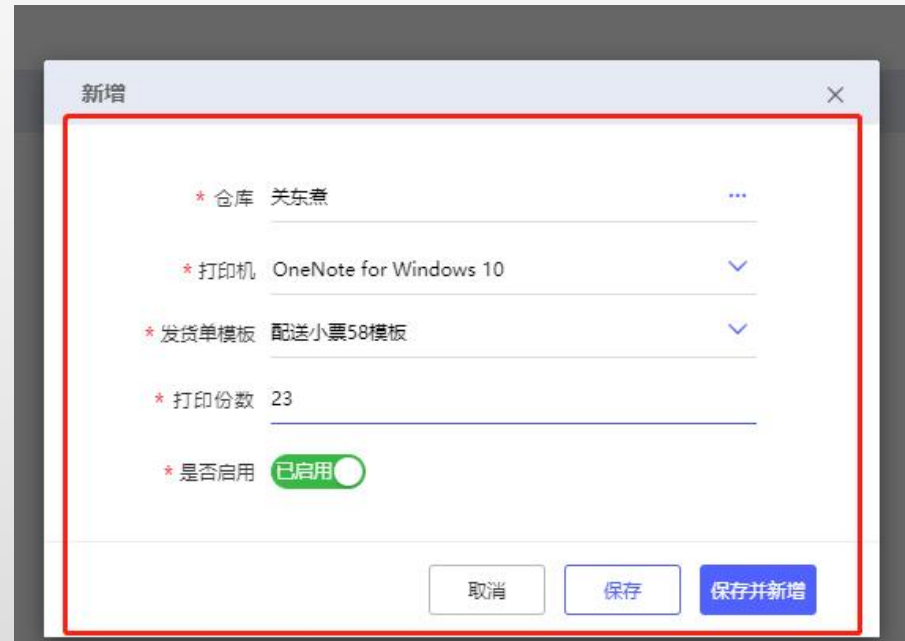 新增
* 仓库 关东煮 ...
* 打印机 OneNote for Windows 10
* 发货单模板 配送小票58模板
* 打印份数 23
* 是否启用 已启用
取消 保存 保存并新增